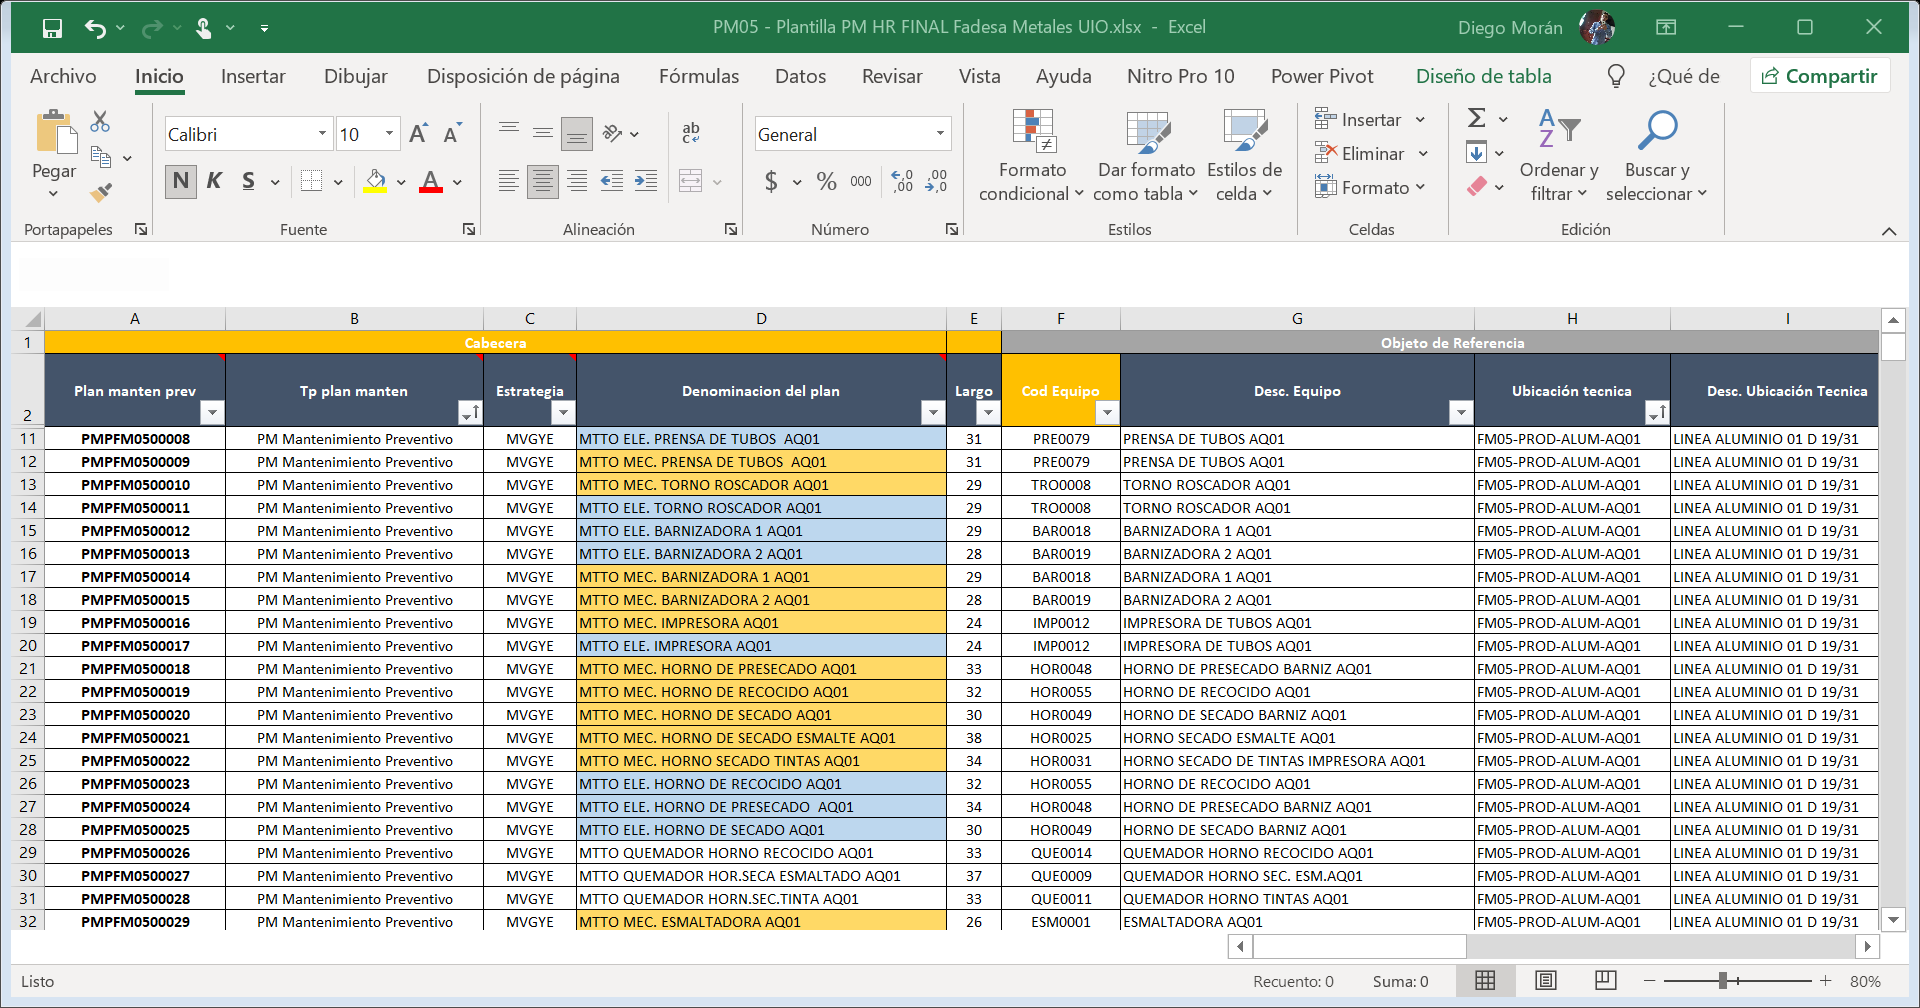 PM05 - Plantilla PM HR FINAL Fadesa Metales UIO.xlsx - Excel
Diego Morán
Archivo Inicio Insertar Dibujar Disposición de página Fórmulas Datos Revisar Vista Ayuda Nitro Pro 10 Power Pivot Diseño de tabla ¿Qué de Compartir
Pegar
Portapapeles
Calibri 10
N K S
Fuente
ab
Alineación
General
$ % 000
Número
Formato condicional
Dar formato como tabla
Estilos de celda
Estilos
Insertar
Eliminar
Formato
Celdas
Ordenar y filtrar
Buscar y seleccionar
Edición
A B C D E F G H I
1 Cabecera Objeto de Referencia
2 Plan manten prev Tp plan manten Estrategia Denominacion del plan Largo Cod Equipo Desc. Equipo Ubicación tecnica Desc. Ubicación Tecnica
11 PMPFM0500008 PM Mantenimiento Preventivo MVGYE MTTO ELE. PRENSA DE TUBOS  AQ01 31 PRE0079 PRENSA DE TUBOS AQ01 FM05-PROD-ALUM-AQ01 LINEA ALUMINIO 01 D 19/31
12 PMPFM0500009 PM Mantenimiento Preventivo MVGYE MTTO MEC. PRENSA DE TUBOS  AQ01 31 PRE0079 PRENSA DE TUBOS AQ01 FM05-PROD-ALUM-AQ01 LINEA ALUMINIO 01 D 19/31
13 PMPFM0500010 PM Mantenimiento Preventivo MVGYE MTTO MEC. TORNO ROSCADOR AQ01 29 TRO0008 TORNO ROSCADOR AQ01 FM05-PROD-ALUM-AQ01 LINEA ALUMINIO 01 D 19/31
14 PMPFM0500011 PM Mantenimiento Preventivo MVGYE MTTO ELE. TORNO ROSCADOR AQ01 29 TRO0008 TORNO ROSCADOR AQ01 FM05-PROD-ALUM-AQ01 LINEA ALUMINIO 01 D 19/31
15 PMPFM0500012 PM Mantenimiento Preventivo MVGYE MTTO ELE. BARNIZADORA 1 AQ01 29 BAR0018 BARNIZADORA 1 AQ01 FM05-PROD-ALUM-AQ01 LINEA ALUMINIO 01 D 19/31
16 PMPFM0500013 PM Mantenimiento Preventivo MVGYE MTTO ELE. BARNIZADORA 2 AQ01 28 BAR0019 BARNIZADORA 2 AQ01 FM05-PROD-ALUM-AQ01 LINEA ALUMINIO 01 D 19/31
17 PMPFM0500014 PM Mantenimiento Preventivo MVGYE MTTO MEC. BARNIZADORA 1 AQ01 29 BAR0018 BARNIZADORA 1 AQ01 FM05-PROD-ALUM-AQ01 LINEA ALUMINIO 01 D 19/31
18 PMPFM0500015 PM Mantenimiento Preventivo MVGYE MTTO MEC. BARNIZADORA 2 AQ01 28 BAR0019 BARNIZADORA 2 AQ01 FM05-PROD-ALUM-AQ01 LINEA ALUMINIO 01 D 19/31
19 PMPFM0500016 PM Mantenimiento Preventivo MVGYE MTTO MEC. IMPRESORA AQ01 24 IMP0012 IMPRESORA DE TUBOS AQ01 FM05-PROD-ALUM-AQ01 LINEA ALUMINIO 01 D 19/31
20 PMPFM0500017 PM Mantenimiento Preventivo MVGYE MTTO ELE. IMPRESORA AQ01 24 IMP0012 IMPRESORA DE TUBOS AQ01 FM05-PROD-ALUM-AQ01 LINEA ALUMINIO 01 D 19/31
21 PMPFM0500018 PM Mantenimiento Preventivo MVGYE MTTO MEC. HORNO DE PRESECADO AQ01 33 HOR0048 HORNO DE PRESECADO BARNIZ AQ01 FM05-PROD-ALUM-AQ01 LINEA ALUMINIO 01 D 19/31
22 PMPFM0500019 PM Mantenimiento Preventivo MVGYE MTTO MEC. HORNO DE RECOCIDO AQ01 32 HOR0055 HORNO DE RECOCIDO AQ01 FM05-PROD-ALUM-AQ01 LINEA ALUMINIO 01 D 19/31
23 PMPFM0500020 PM Mantenimiento Preventivo MVGYE MTTO MEC. HORNO DE SECADO AQ01 30 HOR0049 HORNO DE SECADO BARNIZ AQ01 FM05-PROD-ALUM-AQ01 LINEA ALUMINIO 01 D 19/31
24 PMPFM0500021 PM Mantenimiento Preventivo MVGYE MTTO MEC. HORNO DE SECADO ESMALTE AQ01 38 HOR0025 HORNO SECADO ESMALTE AQ01 FM05-PROD-ALUM-AQ01 LINEA ALUMINIO 01 D 19/31
25 PMPFM0500022 PM Mantenimiento Preventivo MVGYE MTTO MEC. HORNO SECADO TINTAS AQ01 34 HOR0031 HORNO SECADO DE TINTAS IMPRESORA AQ01 FM05-PROD-ALUM-AQ01 LINEA ALUMINIO 01 D 19/31
26 PMPFM0500023 PM Mantenimiento Preventivo MVGYE MTTO ELE. HORNO DE RECOCIDO AQ01 32 HOR0055 HORNO DE RECOCIDO AQ01 FM05-PROD-ALUM-AQ01 LINEA ALUMINIO 01 D 19/31
27 PMPFM0500024 PM Mantenimiento Preventivo MVGYE MTTO ELE. HORNO DE PRESECADO  AQ01 34 HOR0048 HORNO DE PRESECADO BARNIZ AQ01 FM05-PROD-ALUM-AQ01 LINEA ALUMINIO 01 D 19/31
28 PMPFM0500025 PM Mantenimiento Preventivo MVGYE MTTO ELE. HORNO DE SECADO AQ01 30 HOR0049 HORNO DE SECADO BARNIZ AQ01 FM05-PROD-ALUM-AQ01 LINEA ALUMINIO 01 D 19/31
29 PMPFM0500026 PM Mantenimiento Preventivo MVGYE MTTO QUEMADOR HORNO RECOCIDO AQ01 33 QUE0014 QUEMADOR HORNO RECOCIDO AQ01 FM05-PROD-ALUM-AQ01 LINEA ALUMINIO 01 D 19/31
30 PMPFM0500027 PM Mantenimiento Preventivo MVGYE MTTO QUEMADOR HOR.SECA ESMALTADO AQ01 37 QUE0009 QUEMADOR HORNO SEC. ESM.AQ01 FM05-PROD-ALUM-AQ01 LINEA ALUMINIO 01 D 19/31
31 PMPFM0500028 PM Mantenimiento Preventivo MVGYE MTTO QUEMADOR HORN.SEC.TINTA AQ01 33 QUE0011 QUEMADOR HORNO TINTAS AQ01 FM05-PROD-ALUM-AQ01 LINEA ALUMINIO 01 D 19/31
32 PMPFM0500029 PM Mantenimiento Preventivo MVGYE MTTO MEC. ESMALTADORA AQ01 26 ESM0001 ESMALTADORA AQ01 FM05-PROD-ALUM-AQ01 LINEA ALUMINIO 01 D 19/31
Listo Recuento: 0 Suma: 0 80%